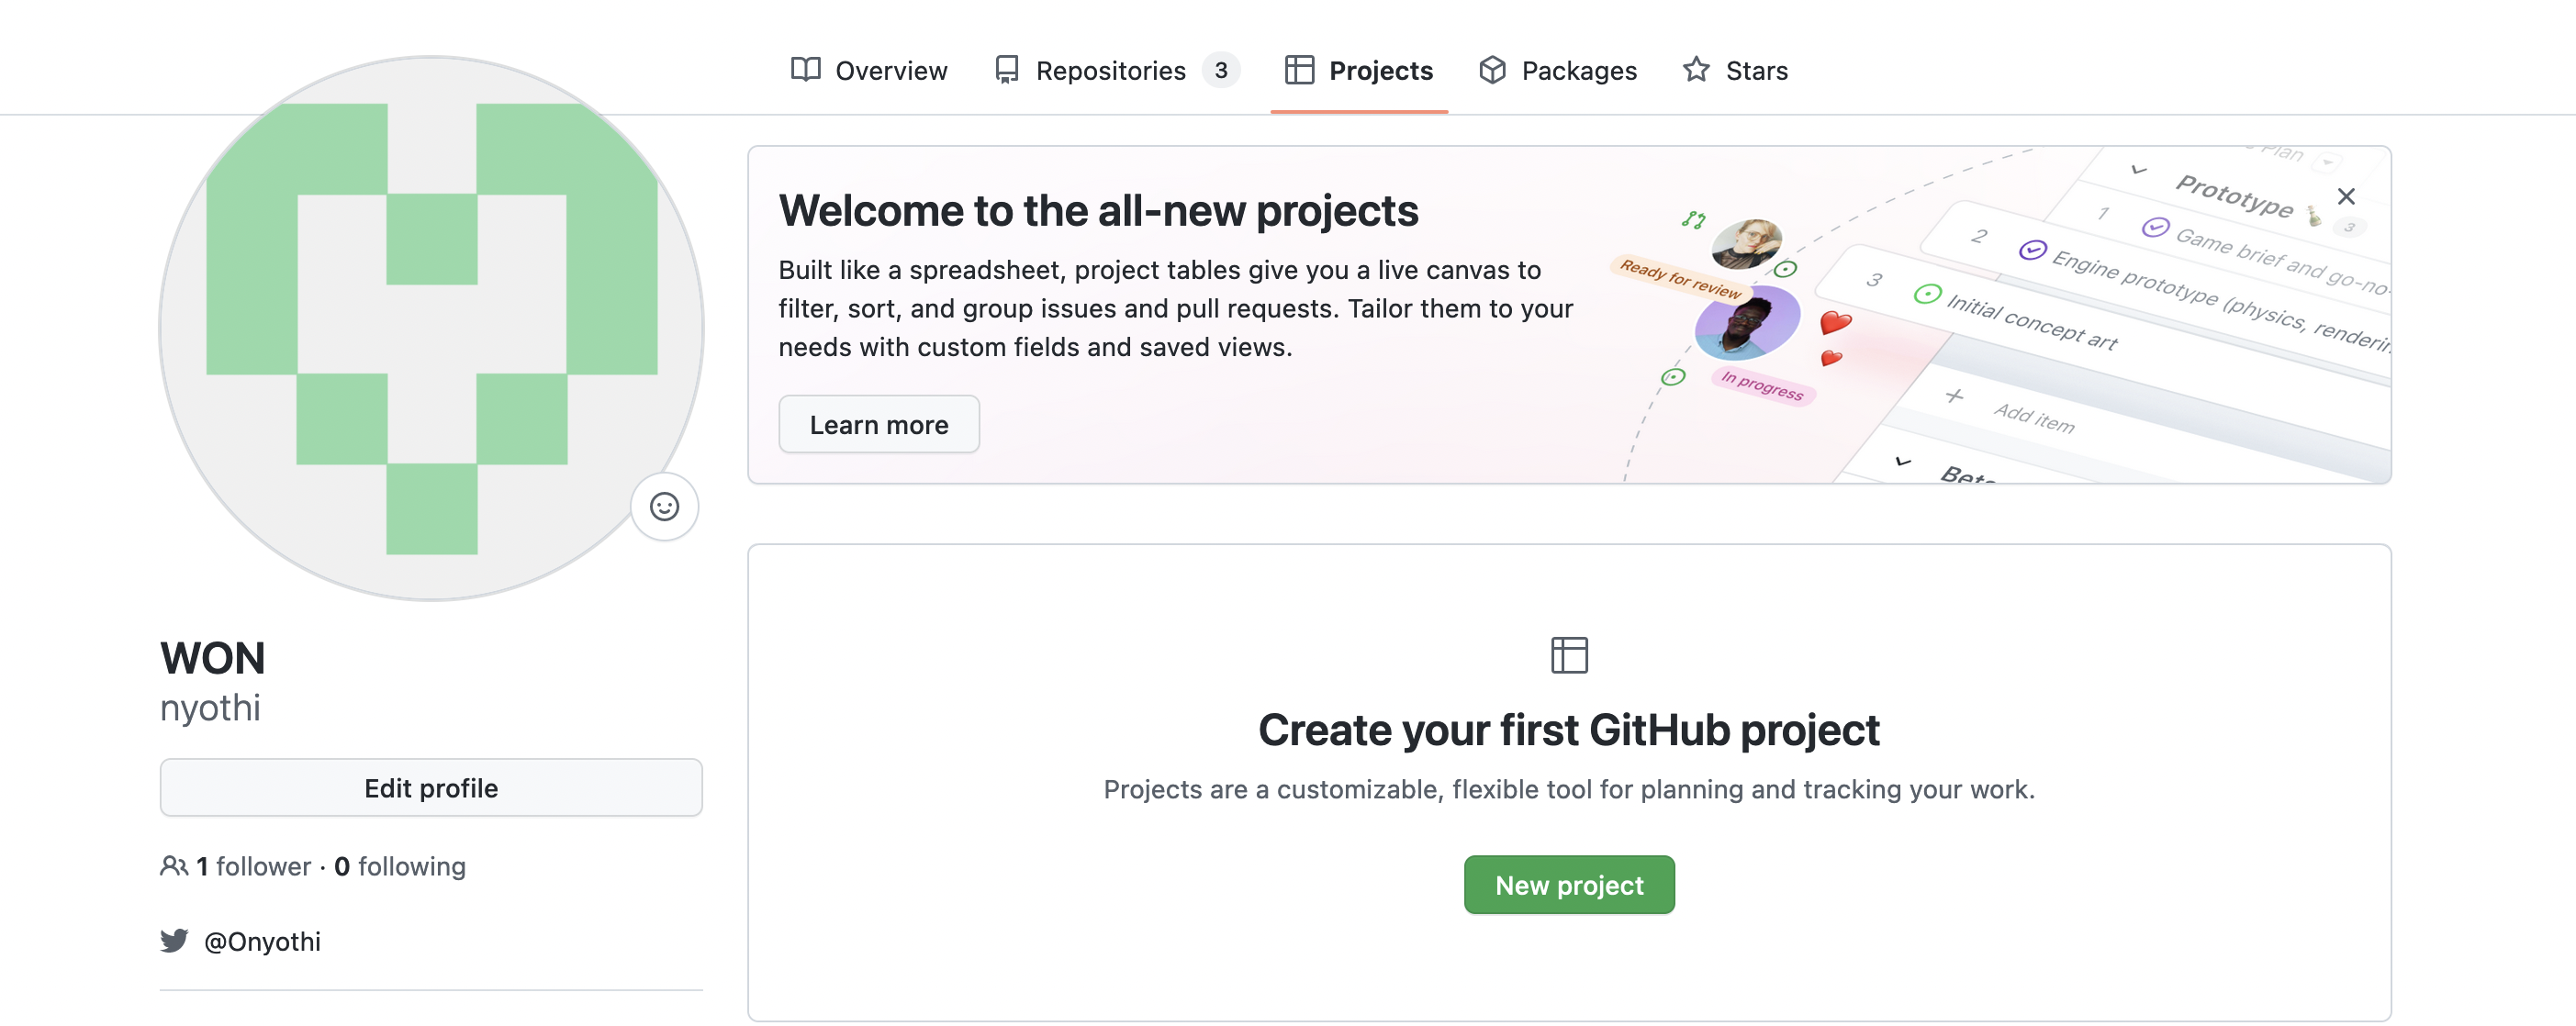 Overview Repositories 3 Projects Packages Stars
Welcome to the all-new projects
Built like a spreadsheet, project tables give you a live canvas to
filter, sort, and group issues and pull requests. Tailor them to your
needs with custom fields and saved views.
Learn more
Ready for review
In progress
Plan
Prototype 3
1 Game brief and go-no-
2 Engine prototype (physics, renderin
3 Initial concept art
+ Add item
Beta
WON
nyothi
Edit profile
1 follower · 0 following
@Onyothi
Create your first GitHub project
Projects are a customizable, flexible tool for planning and tracking your work.
New project